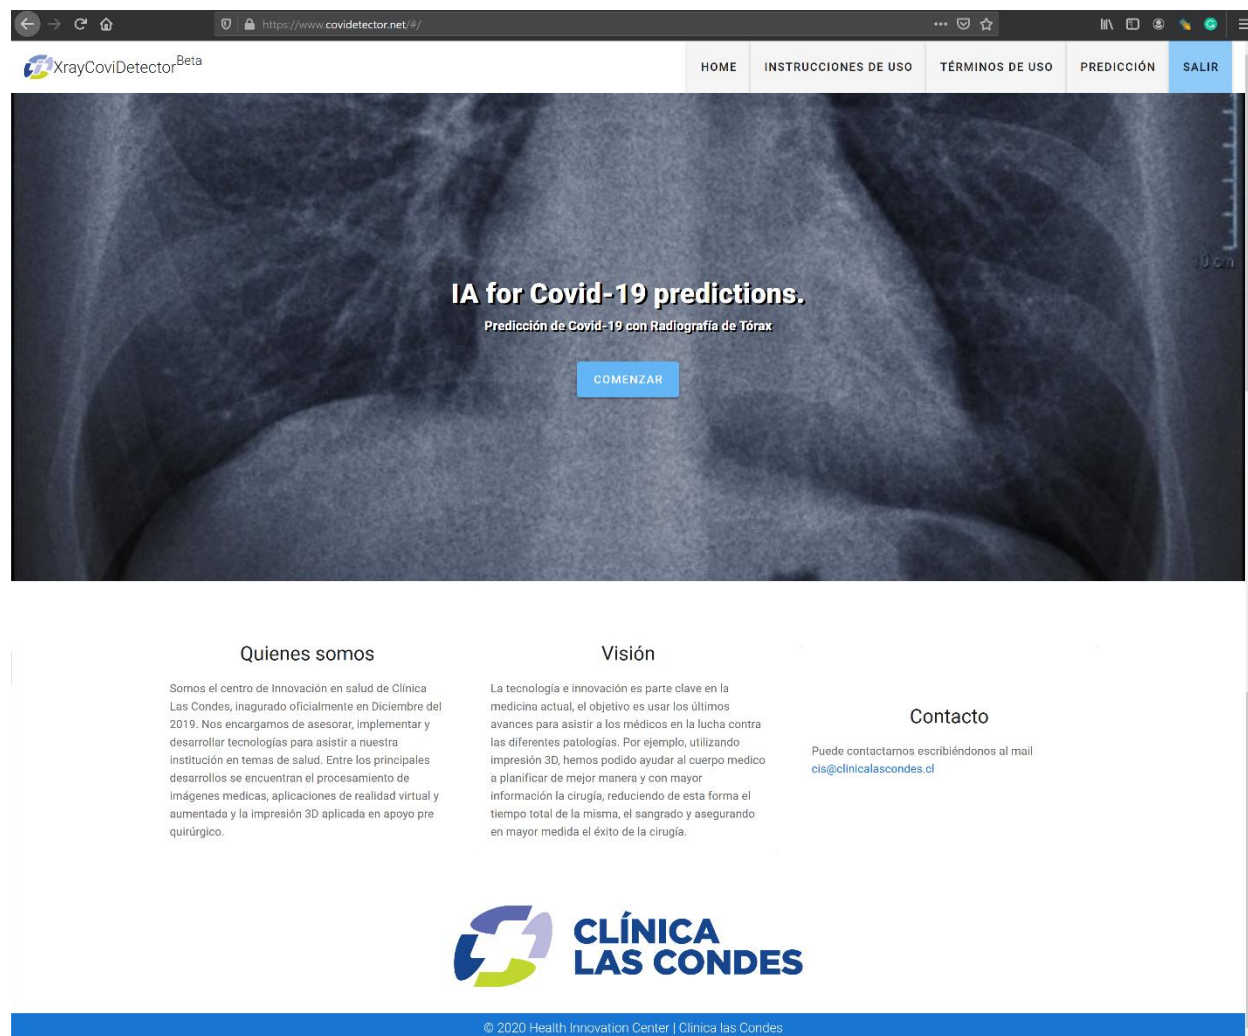 https://www.covidetector.net/#/
XrayCoviDetector Beta
HOME
INSTRUCCIONES DE USO
TÉRMINOS DE USO
PREDICCIÓN
SALIR
10 cm
IA for Covid-19 predictions.
Predicción de Covid-19 con Radiografía de Tórax
COMENZAR
Quienes somos
Somos el centro de Innovación en salud de Clínica
Las Condes, inagurado oficialmente en Diciembre del
2019. Nos encargamos de asesorar, implementar y
desarrollar tecnologías para asistir a nuestra
institución en temas de salud. Entre los principales
desarrollos se encuentran el procesamiento de
imágenes medicas, aplicaciones de realidad virtual y
aumentada y la impresión 3D aplicada en apoyo pre
quirúrgico.
Visión
La tecnología e innovación es parte clave en la
medicina actual, el objetivo es usar los últimos
avances para asistir a los médicos en la lucha contra
las diferentes patologías. Por ejemplo, utilizando
impresión 3D, hemos podido ayudar al cuerpo medico
a planificar de mejor manera y con mayor
información la cirugía, reduciendo de esta forma el
tiempo total de la misma, el sangrado y asegurando
en mayor medida el éxito de la cirugía.
Contacto
Puede contactarnos escribiéndonos al mail
cis@clinicalascondes.cl
CLÍNICA
LAS CONDES
© 2020 Health Innovation Center | Clinica las Condes